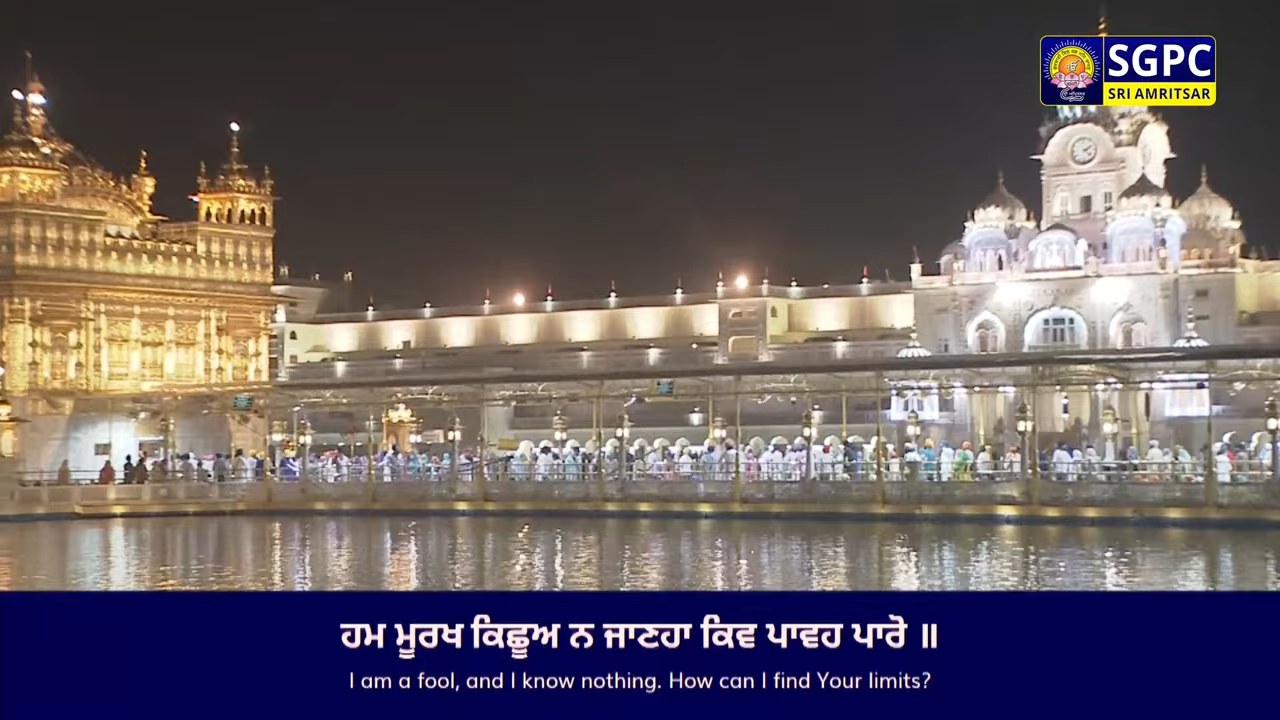 SGPC
SRI AMRITSAR
ਹਮ ਮੂਰਖ ਕਿਛੂਅ ਨ ਜਾਣਹਾ ਕਿਵ ਪਾਵਹ ਪਾਰੋ ॥
I am a fool, and I know nothing. How can I find Your limits?